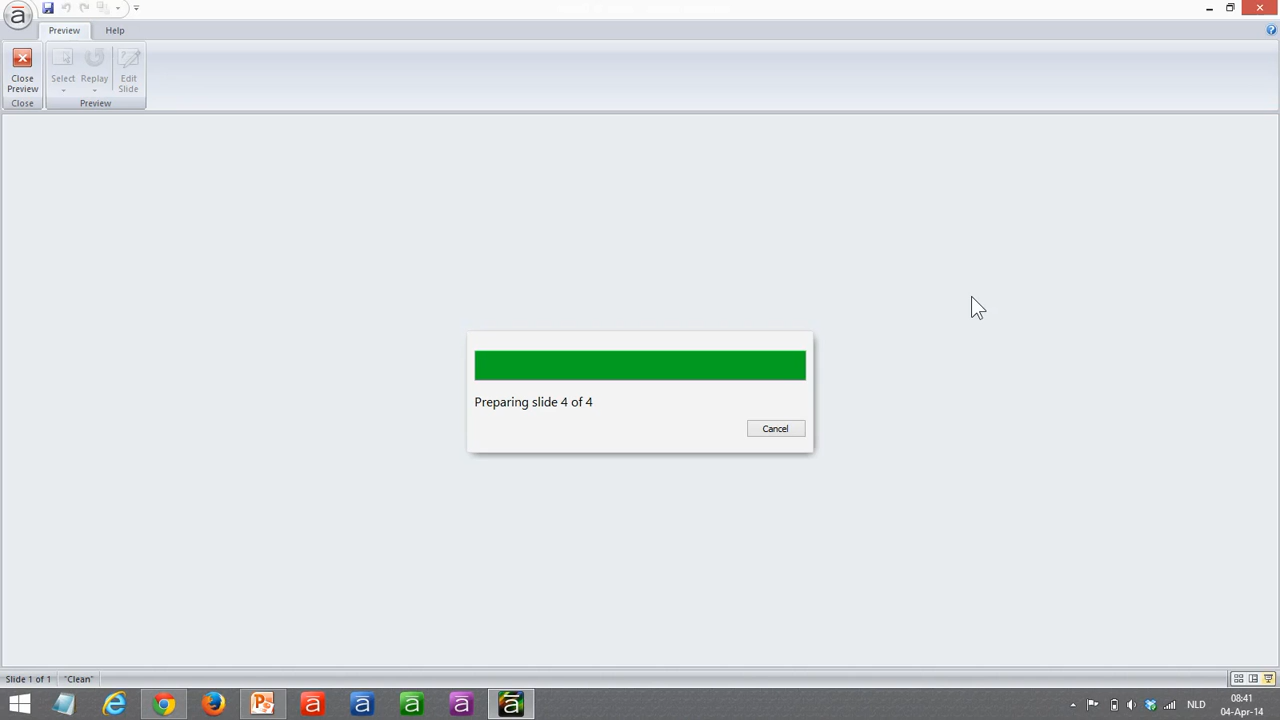 Preview Help
Close Preview
Select
Replay
Edit Slide
Close
Preview
Preparing slide 4 of 4
Cancel
Slide 1 of 1 "Clean"
NLD
08:41
04-Apr-14